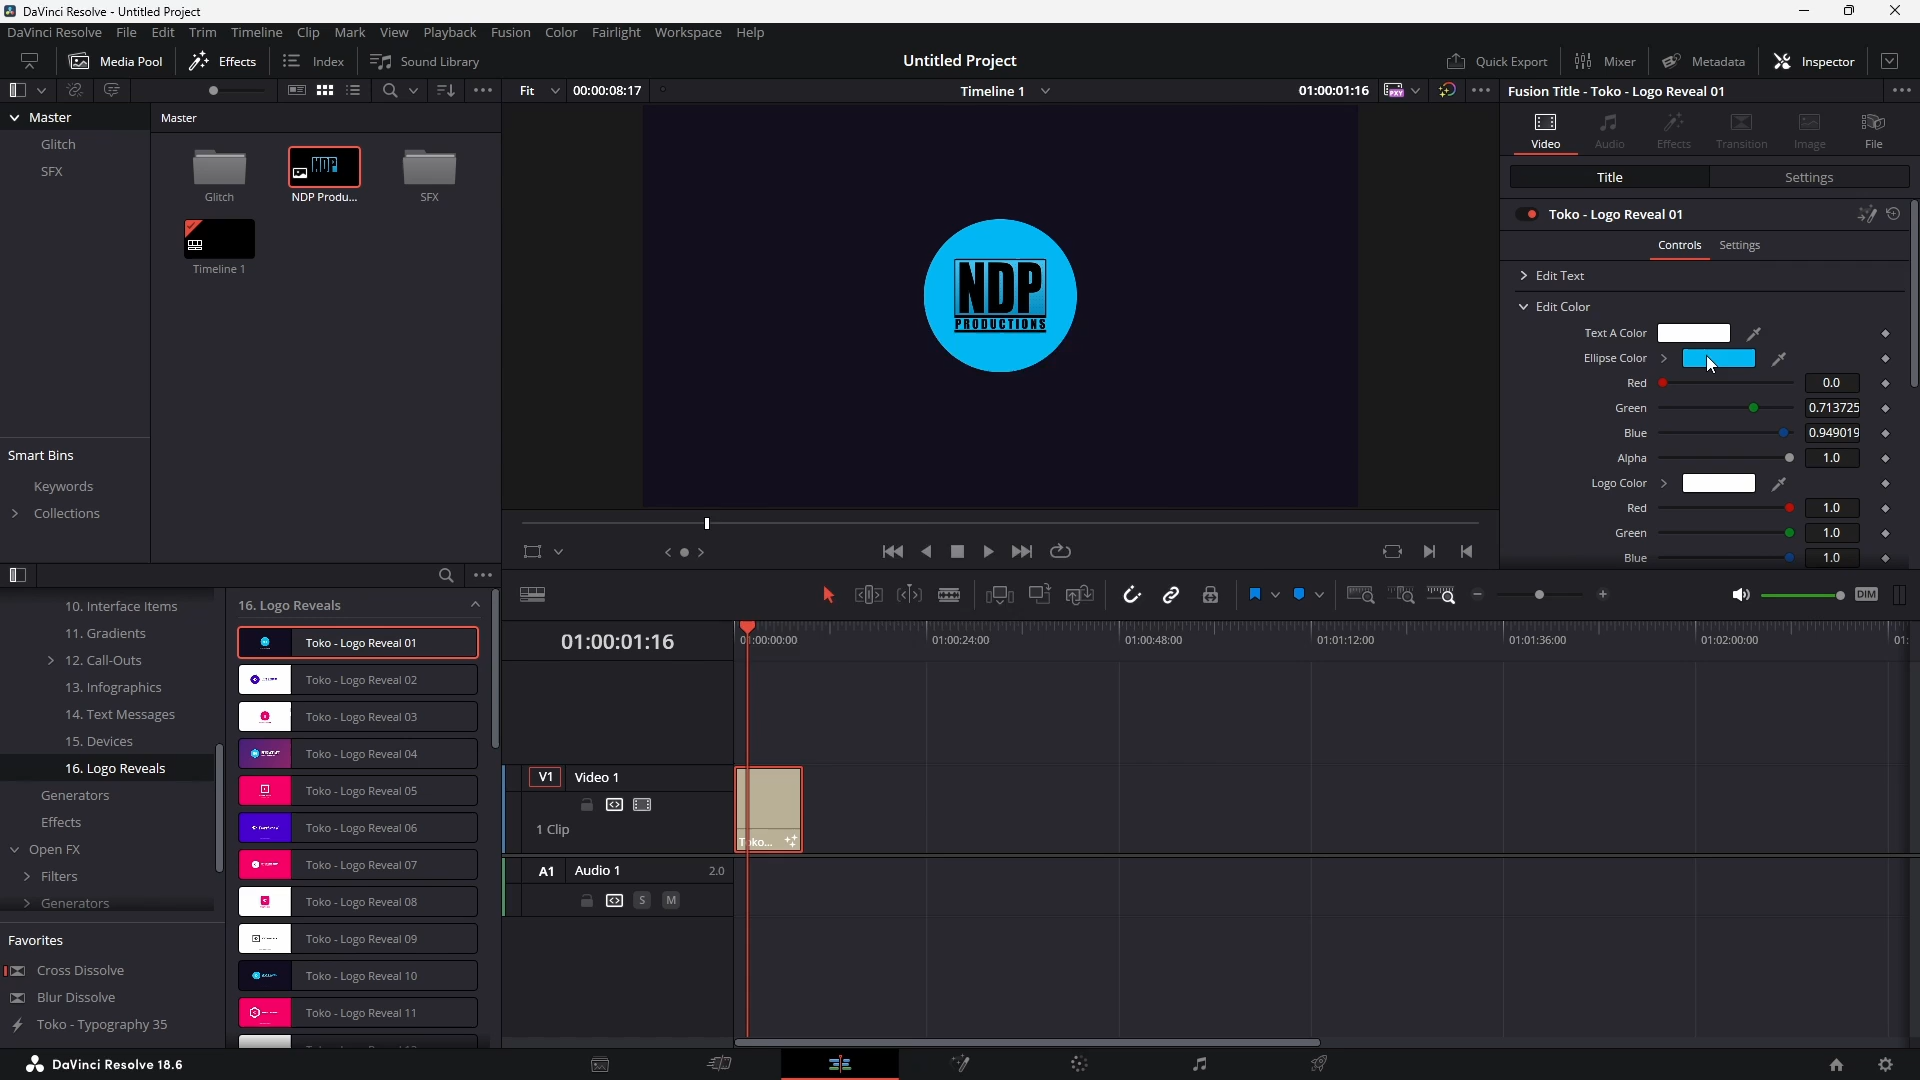 DaVinci Resolve - Untitled Project
DaVinci Resolve File Edit Trim Timeline Clip Mark View Playback Fusion Color Fairlight Workspace Help
Media Pool Effects Index Sound Library Untitled Project Quick Export Mixer Metadata Inspector
Fit 00:00:08:17 Timeline 1 01:00:01:16 Fusion Title - Toko - Logo Reveal 01
Master
Glitch
SFX
Master
Glitch
NDP Produ...
SFX
Timeline 1
Smart Bins
Keywords
Collections
NDP
PRODUCTIONS
Video Audio Effects Transition Image File
Title Settings
Toko - Logo Reveal 01
Controls Settings
Edit Text
Edit Color
Text A Color
Ellipse Color
Red 0.0
Green 0.713725
Blue 0.949019
Alpha 1.0
Logo Color
Red 1.0
Green 1.0
Blue 1.0
10. Interface Items
11. Gradients
12. Call-Outs
13. Infographics
14. Text Messages
15. Devices
16. Logo Reveals
Generators
Effects
Open FX
Filters
Generators
Favorites
Cross Dissolve
Blur Dissolve
Toko - Typography 35
16. Logo Reveals
Toko - Logo Reveal 01
Toko - Logo Reveal 02
Toko - Logo Reveal 03
Toko - Logo Reveal 04
Toko - Logo Reveal 05
Toko - Logo Reveal 06
Toko - Logo Reveal 07
Toko - Logo Reveal 08
Toko - Logo Reveal 09
Toko - Logo Reveal 10
Toko - Logo Reveal 11
DIM
01:00:01:16
01:00:00:00 01:00:24:00 01:00:48:00 01:01:12:00 01:01:36:00 01:02:00:00
V1 Video 1
1 Clip
Toko...
A1 Audio 1 2.0
S M
DaVinci Resolve 18.6